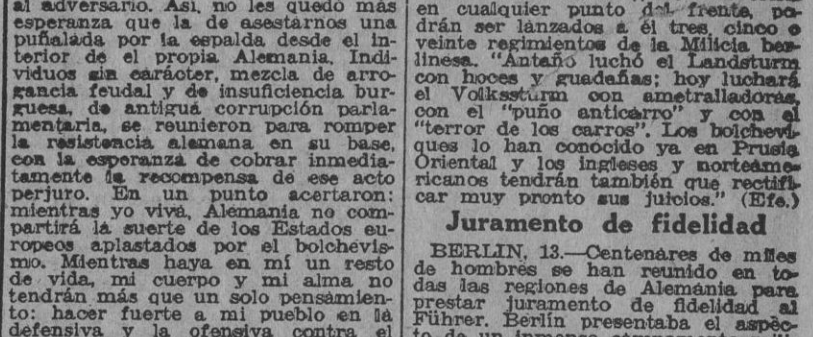 al adversario. Así, no les quedó más
esperanza que la de asestárnos una
puñalada por la espalda desde el in-
terior de el propia Alemania. Indi-
viduos sin carácter, mezcla de arro-
gancia feudal y de insuficiencia bur-
guesa, de antigua corrupción parla-
mentaria, se reunieron para romper
la resistencia alemana en su base,
con la esperanza de cobrar inmedia-
tamente la recompensa de ese acto
perjuro. En un punto acertaron:
mientras yo viva, Alemania no com-
partirá la suerte de los Estados eu-
ropeos aplastados por el bolchevis-
mo. Mientras haya en mí un resto
de vida, mi cuerpo y mi alma no
tendrán más que un solo pensamien-
to: hacer fuerte a mi pueblo en la
defensiva y la ofensiva contra el
en cualquier punto del frente, po-
drán ser lanzados a él tres, cinco o
veinte regimientos de la Milicia ber-
linesa. "Antaño luchó el Landsturm
con hoces y guadañas; hoy luchará
el Volkssturm con ametralladoras,
con el "puño anticarro" y con el
"terror de los carros". Los bolchevi-
ques lo han conocido ya en Prusia
Oriental y los ingleses y norteame-
ricanos tendrán también que rectifi-
car muy pronto sus juicios." (Efe.)
Juramento de fidelidad
BERLIN, 13.—Centenares de miles
de hombres se han reunido en to-
das las regiones de Alemania para
prestar juramento de fidelidad al
Führer. Berlín presentaba el aspec-
to de un inmenso